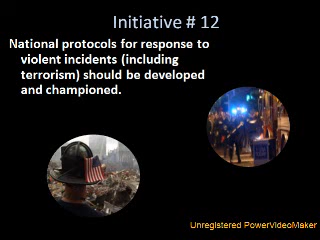 Initiative # 12
National protocols for response to
violent incidents (including
terrorism) should be developed
and championed.
Unregistered PowerVideoMaker